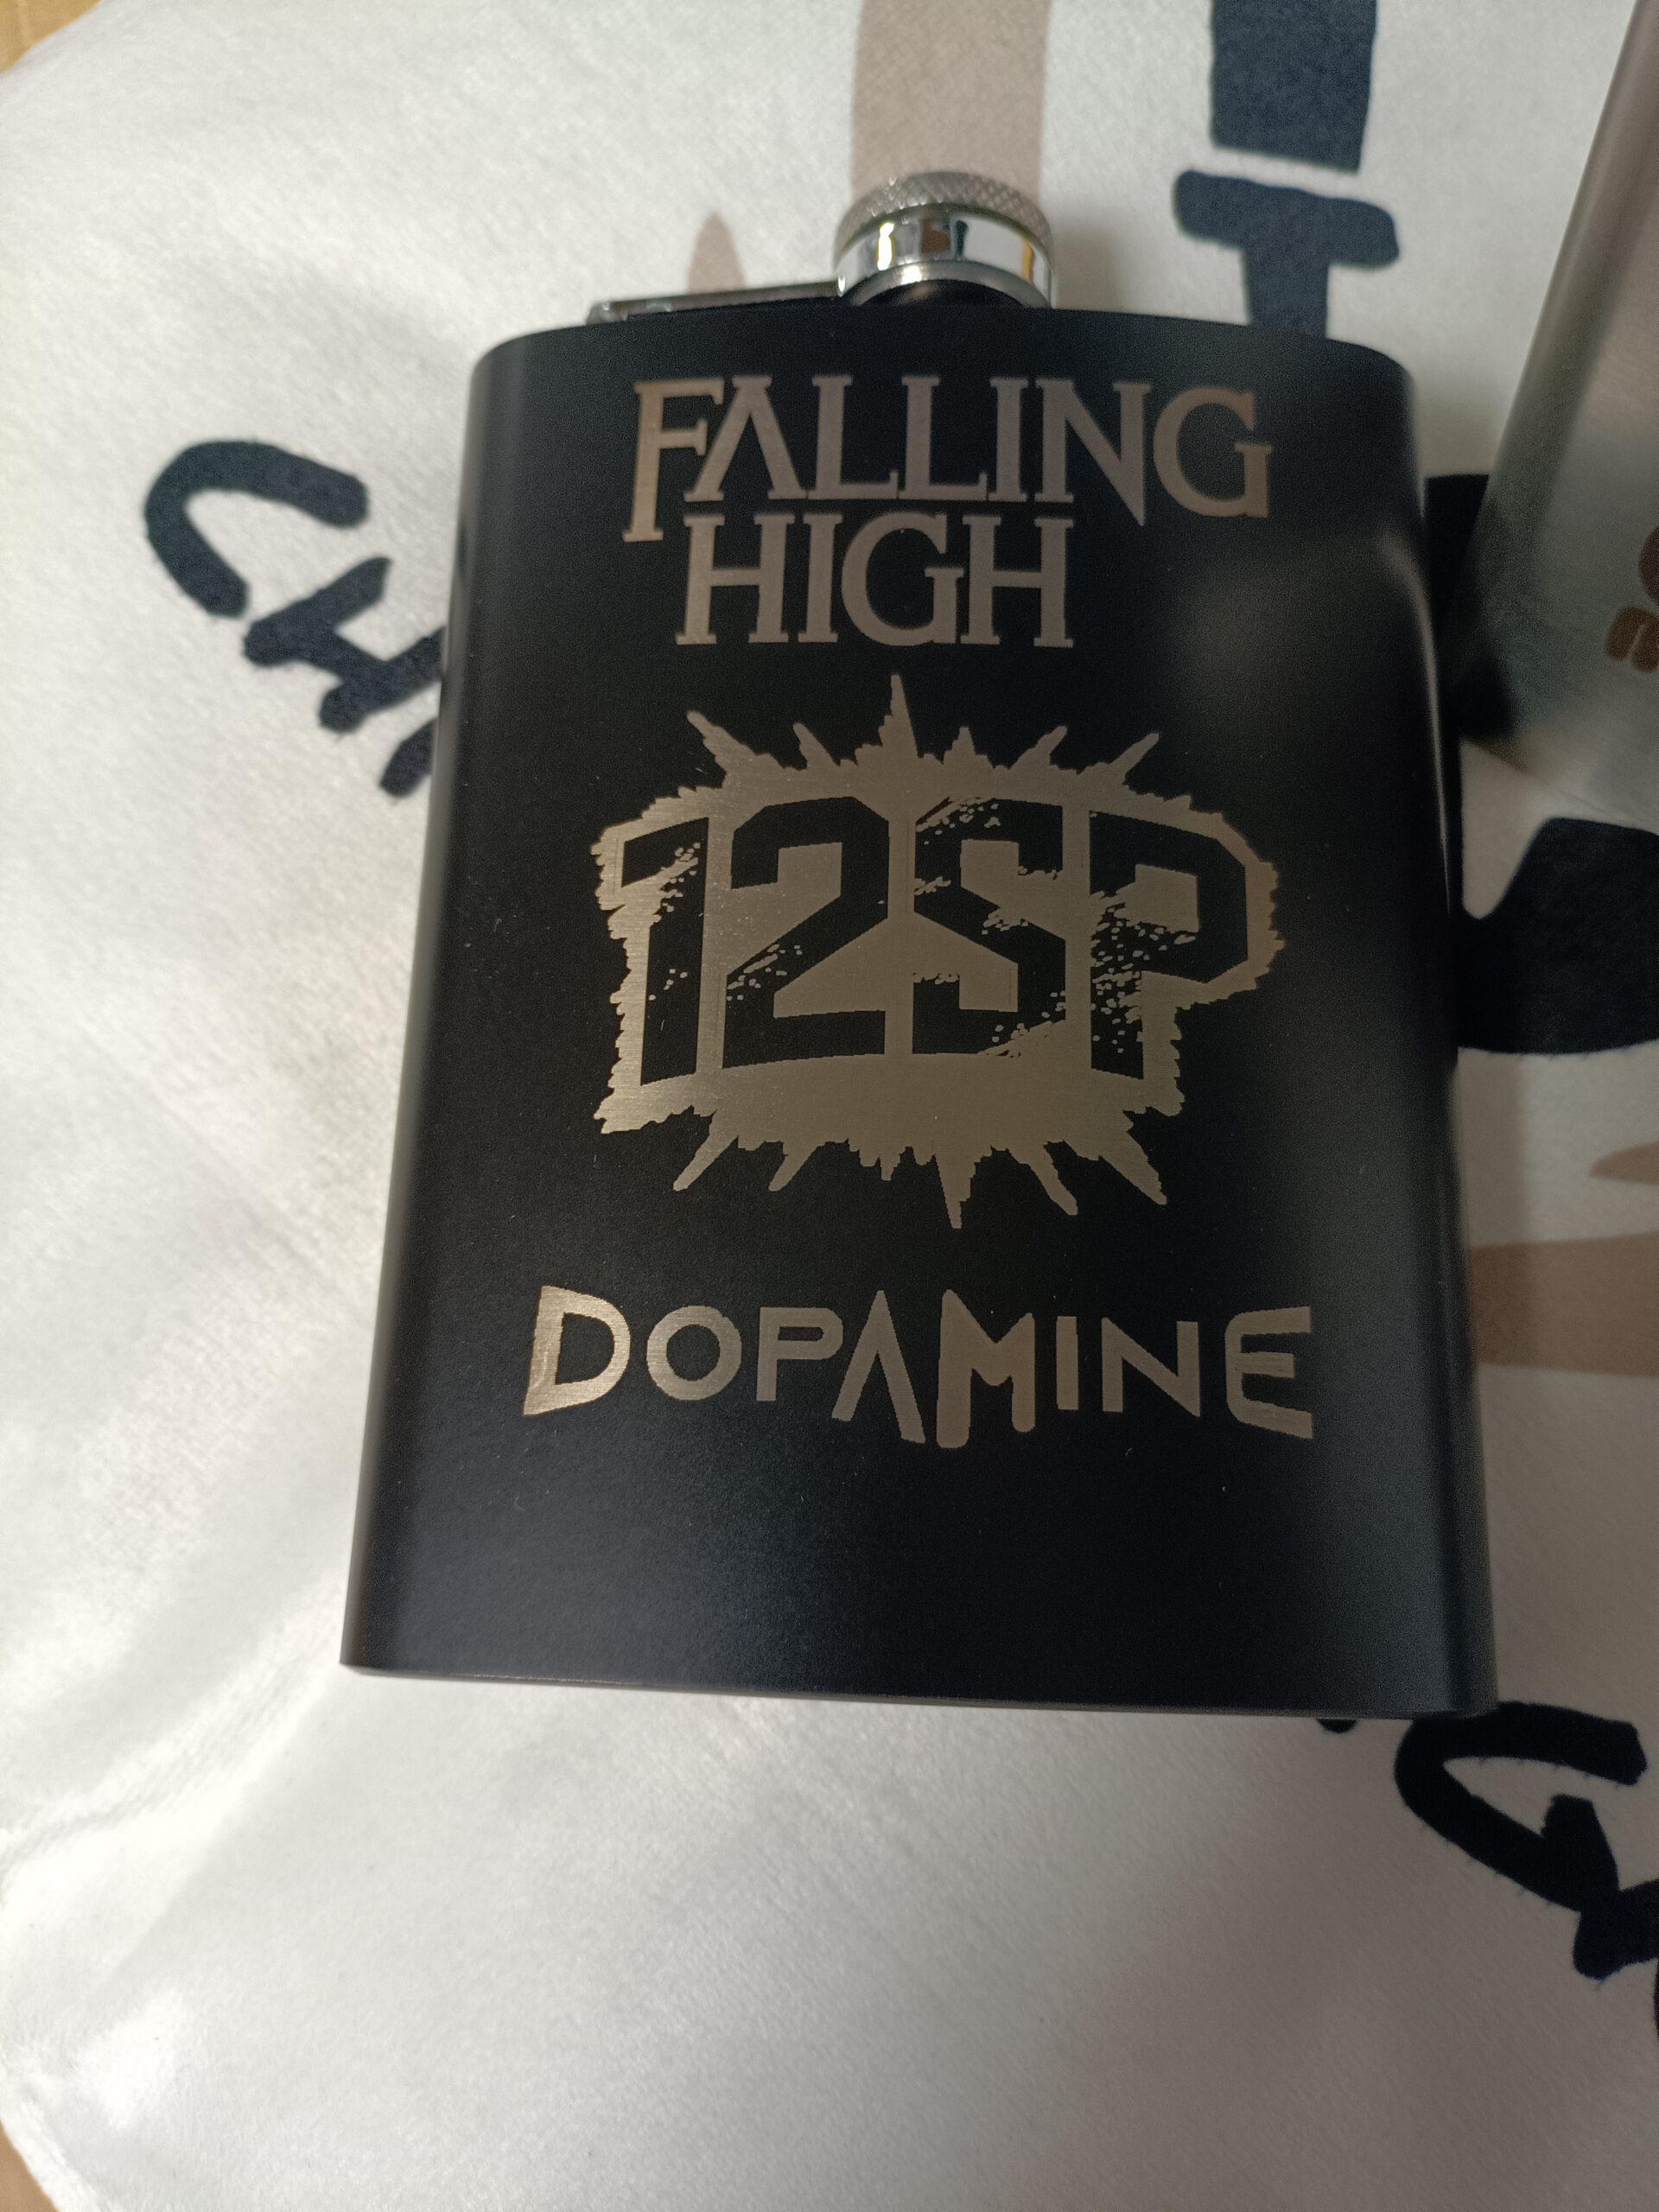 FALLING
HIGH
12SP
DOPAMINE